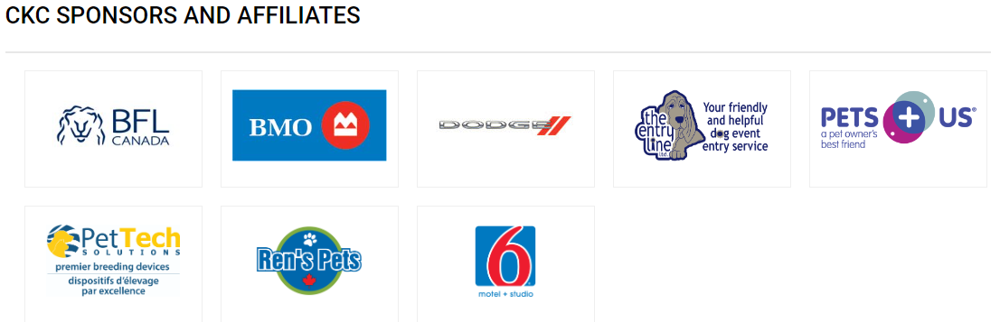 CKC SPONSORS AND AFFILIATES
BFL
CANADA
BMO
DODGE
the
entry
line
ltd.
Your friendly
and helpful
dog event
entry service
PETS + US®
a pet owner's
best friend
PetTech
SOLUTIONS
premier breeding devices
dispositifs d'élevage
par excellence
Ren's Pets
6
motel + studio